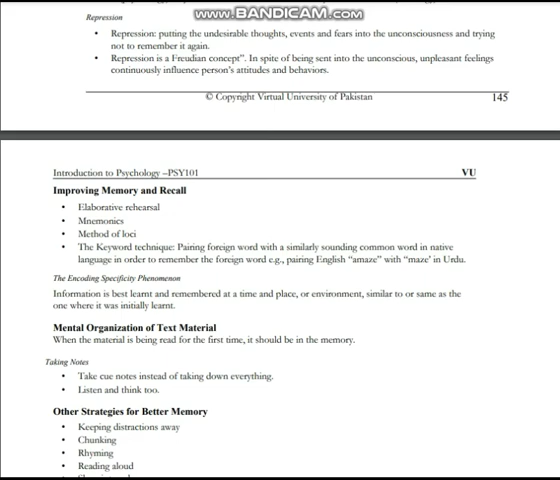 www.BANDICAM.com
Repression
• Repression: putting the undesirable thoughts, events and fears into the unconsciousness and trying
not to remember it again.
• Repression is a Freudian concept". In spite of being sent into the unconscious, unpleasant feelings
continuously influence person's attitudes and behaviors.
© Copyright Virtual University of Pakistan 145
Introduction to Psychology –PSY101 VU
Improving Memory and Recall
• Elaborative rehearsal
• Mnemonics
• Method of loci
• The Keyword technique: Pairing foreign word with a similarly sounding common word in native
language in order to remember the foreign word e.g., pairing English "amaze" with "maze' in Urdu.
The Encoding Specificity Phenomenon
Information is best learnt and remembered at a time and place, or environment, similar to or same as the
one where it was initially learnt.
Mental Organization of Text Material
When the material is being read for the first time, it should be in the memory.
Taking Notes
• Take cue notes instead of taking down everything.
• Listen and think too.
Other Strategies for Better Memory
• Keeping distractions away
• Chunking
• Rhyming
• Reading aloud